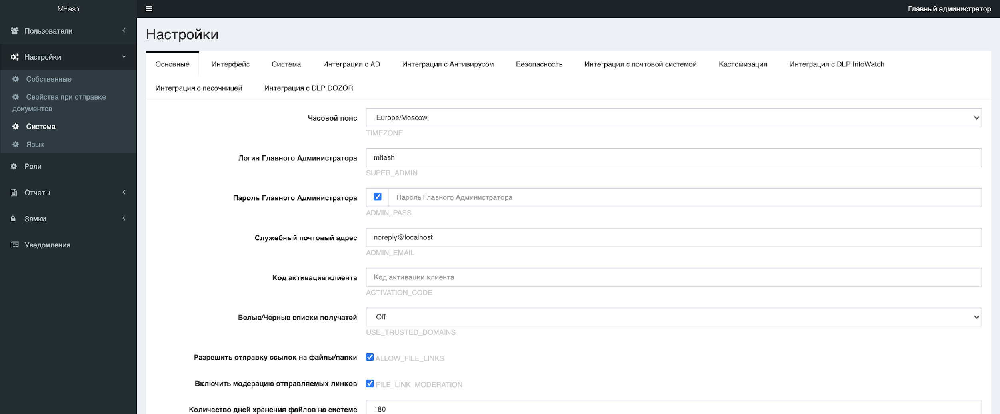 MFlash
Главный администратор
Пользователи
Настройки
Собственные
Свойства при отправке
документов
Система
Язык
Роли
Отчеты
Замки
Уведомления
Настройки
Основные Интерфейс Система Интеграция с AD Интеграция с Антивирусом Безопасность Интеграция с почтовой системой Кастомизация Интеграция с DLP InfoWatch
Интеграция с песочницей Интеграция с DLP DOZOR
Часовой пояс Europe/Moscow
TIMEZONE
Логин Главного Администратора mflash
SUPER_ADMIN
Пароль Главного Администратора Пароль Главного Администратора
ADMIN_PASS
Служебный почтовый адрес noreply@localhost
ADMIN_EMAIL
Код активации клиента Код активации клиента
ACTIVATION_CODE
Белые/Черные списки получатей Off
USE_TRUSTED_DOMAINS
Разрешить отправку ссылок на файлы/папки ALLOW_FILE_LINKS
Включить модерацию отправляемых линков FILE_LINK_MODERATION
Количество дней хранения файлов на системе 180